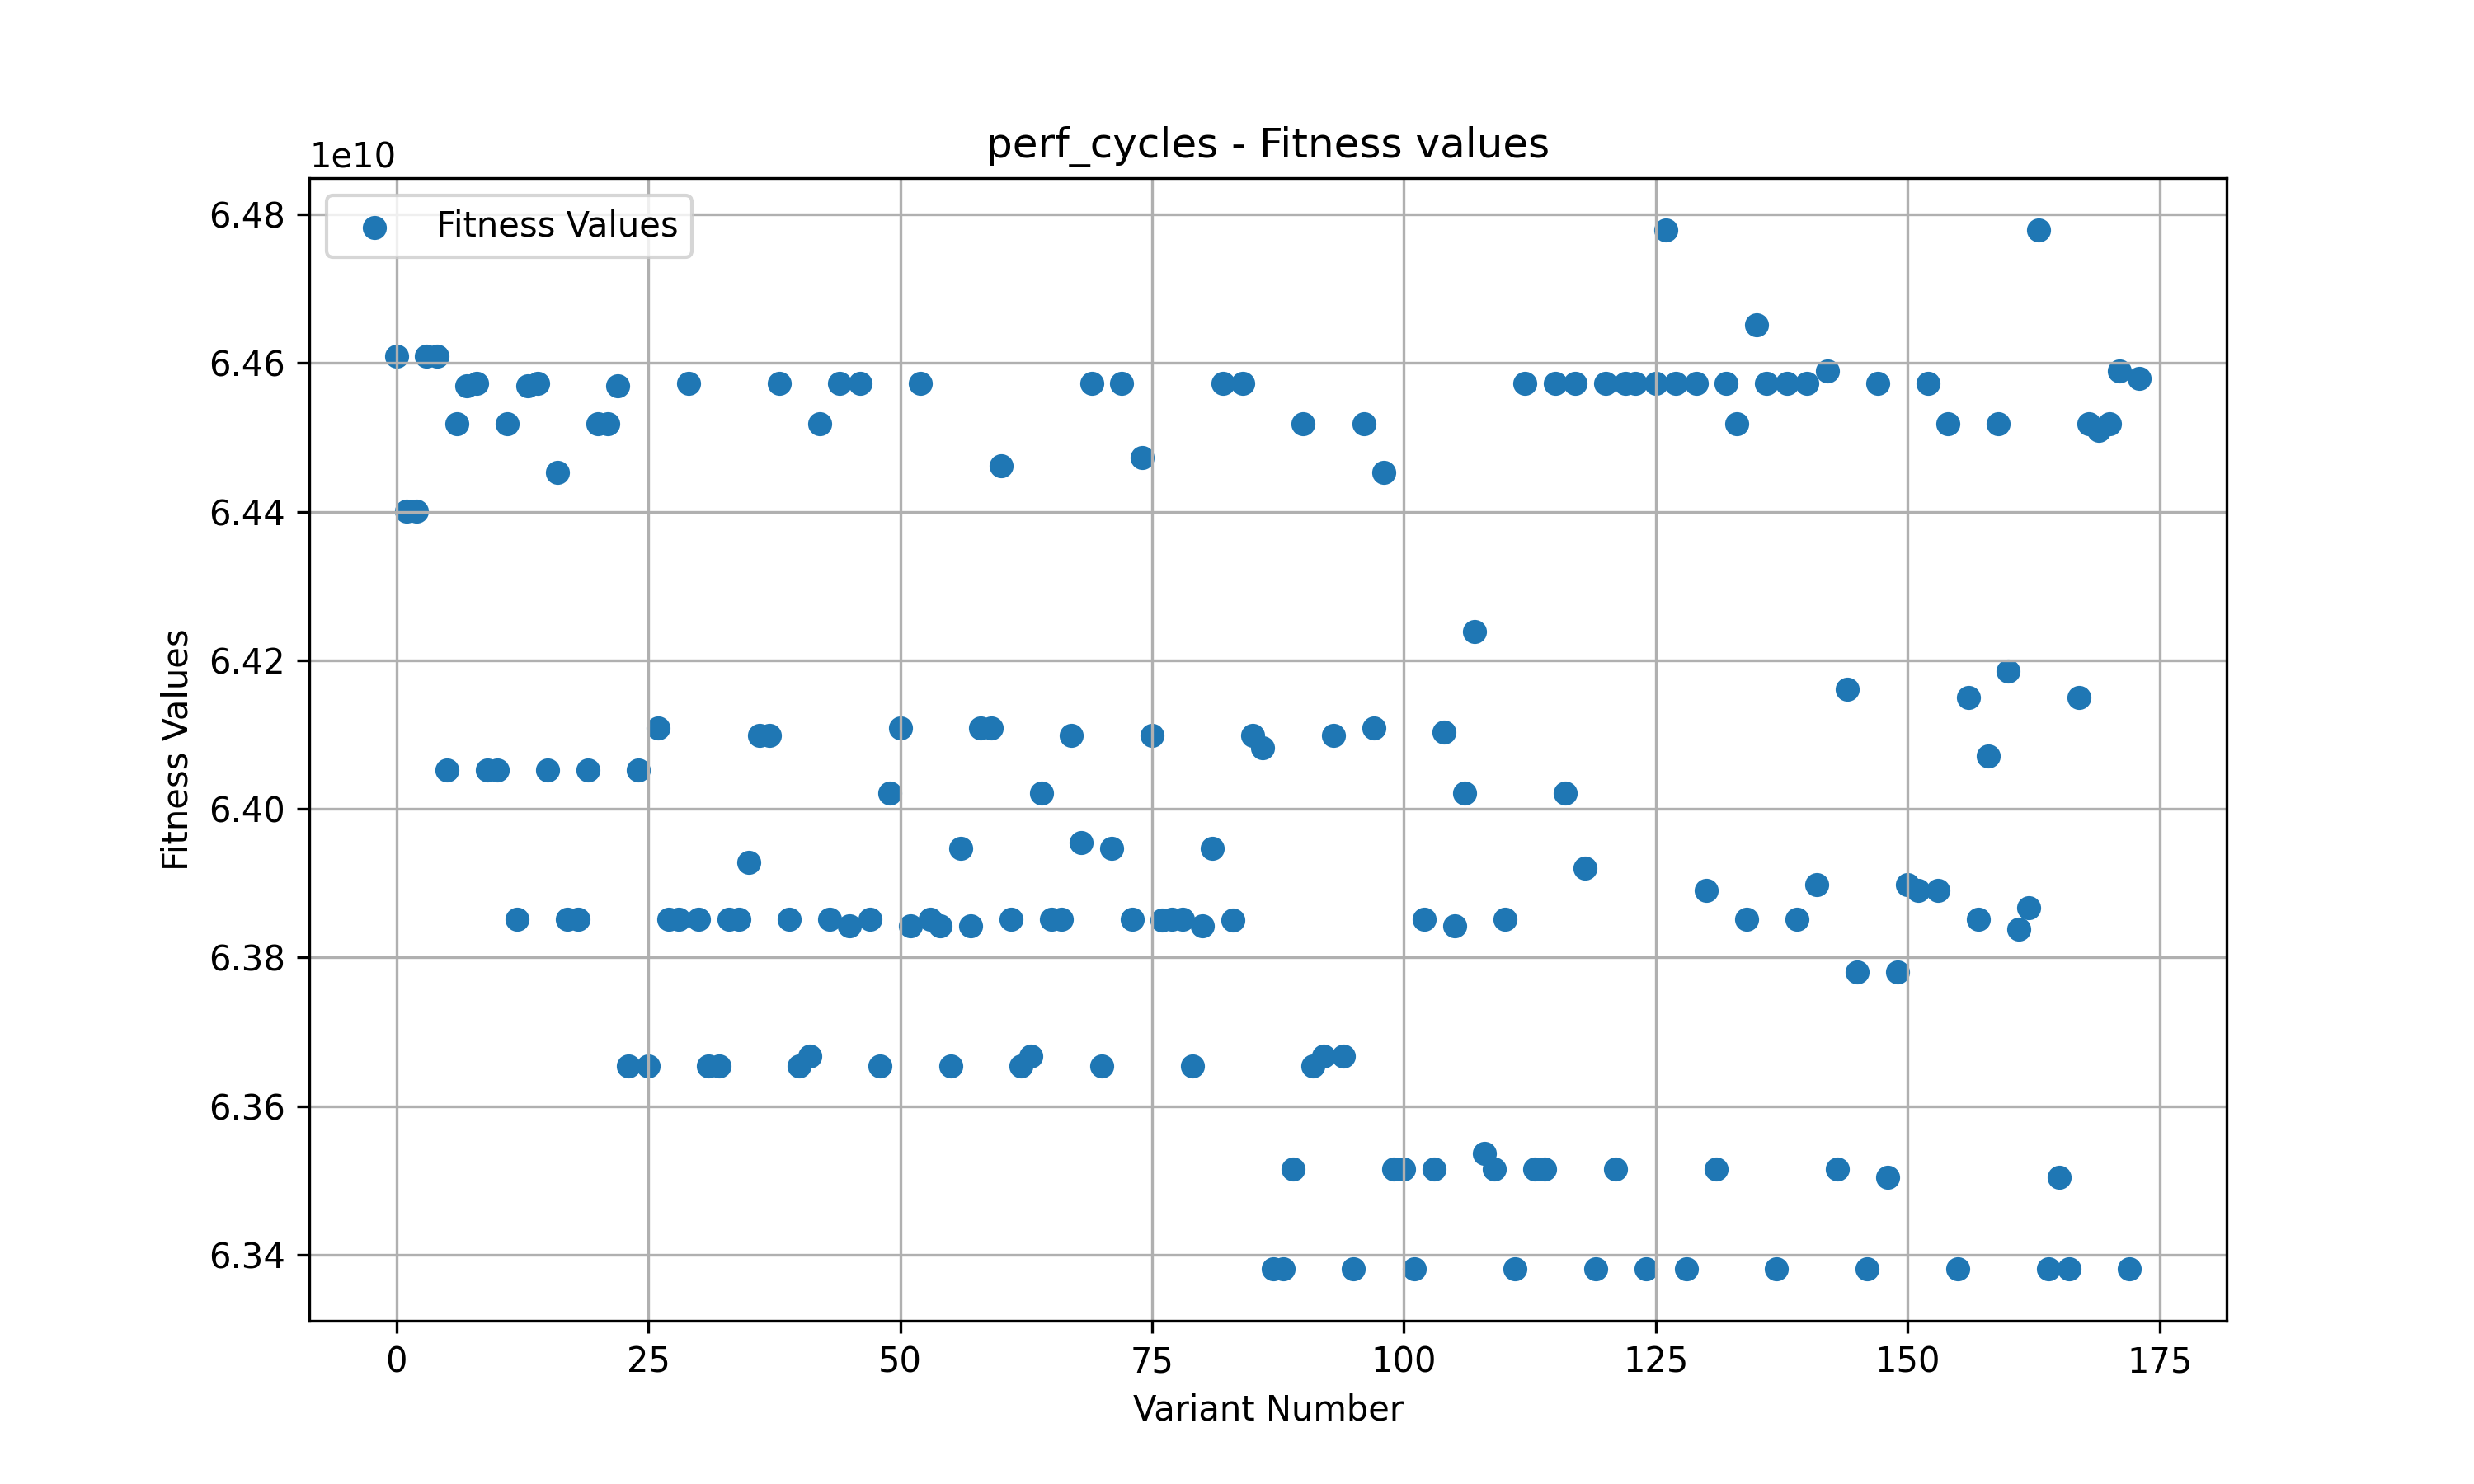 perf_cycles - Fitness values
1e10
Fitness Values
6.48
6.46
6.44
6.42
6.40
6.38
6.36
6.34
Fitness Values
0 25 50 75 100 125 150 175
Variant Number